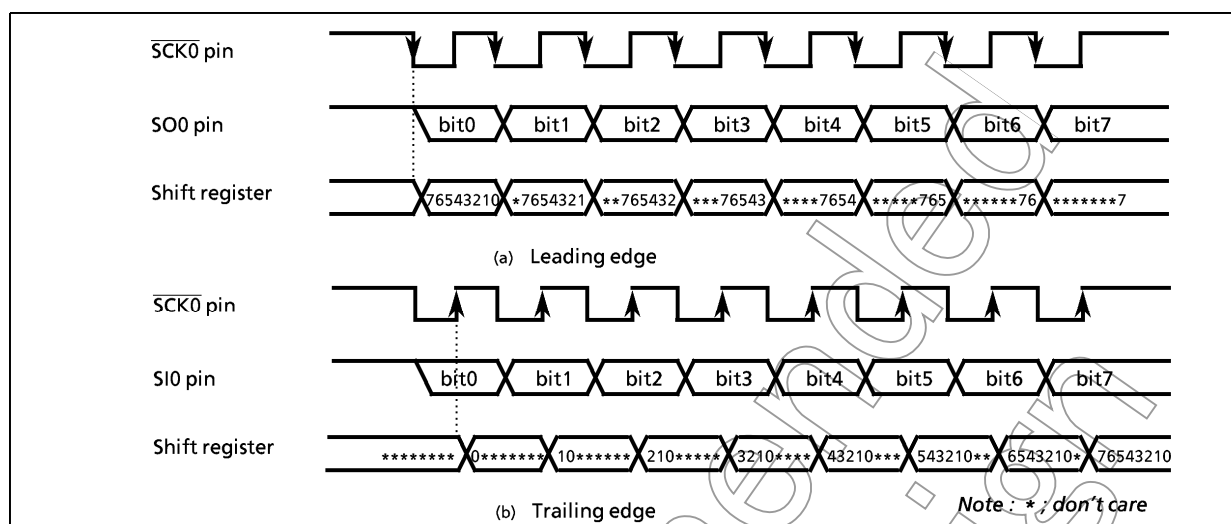 SCK0 pin
SO0 pin bit0 bit1 bit2 bit3 bit4 bit5 bit6 bit7
Shift register 76543210 *7654321 **765432 ***76543 ****7654 *****765 ******76 *******7
(a) Leading edge
SCK0 pin
SI0 pin bit0 bit1 bit2 bit3 bit4 bit5 bit6 bit7
Shift register ******** 0******* 10****** 210***** 3210**** 43210*** 543210** 6543210* 76543210
(b) Trailing edge
Note : * ; don't care